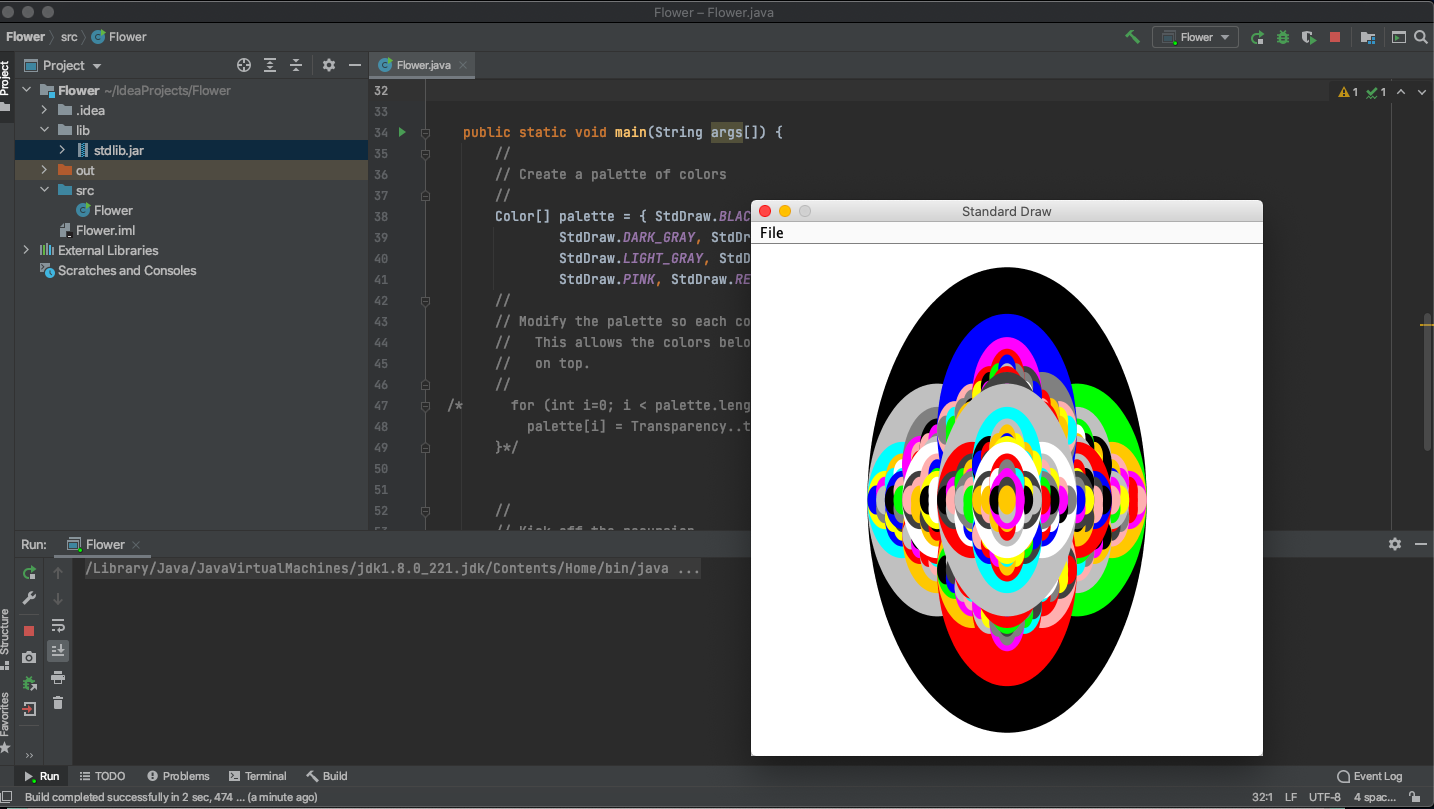 Flower – Flower.java
Flower src Flower
Flower
Project
Project
Flower.java
Flower ~/IdeaProjects/Flower
.idea
lib
stdlib.jar
out
src
Flower
Flower.iml
External Libraries
Scratches and Consoles
1 1
32
33
34 public static void main(String args[]) {
35 //
36 // Create a palette of colors
37 //
38 Color[] palette = { StdDraw.BLAC
39 StdDraw.DARK_GRAY, StdDr
40 StdDraw.LIGHT_GRAY, StdD
41 StdDraw.PINK, StdDraw.RE
42 //
43 // Modify the palette so each co
44 // This allows the colors belo
45 // on top.
46 //
47 /* for (int i=0; i < palette.leng
48 palette[i] = Transparency..t
49 }*/
50
51
52 //
53 // Kick off the recursion
Standard Draw
File
Run: Flower
/Library/Java/JavaVirtualMachines/jdk1.8.0_221.jdk/Contents/Home/bin/java ...
Structure
Favorites
Run TODO Problems Terminal Build Event Log
Build completed successfully in 2 sec, 474 ... (a minute ago) 32:1 LF UTF-8 4 spac...